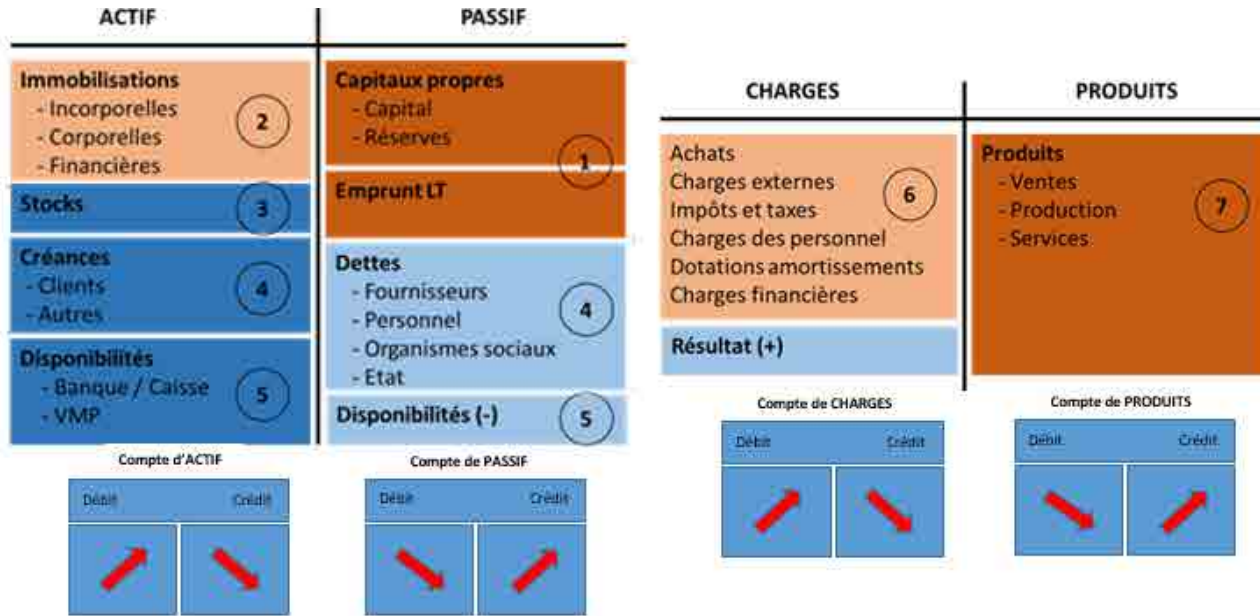 ACTIF
PASSIF
Immobilisations
- Incorporelles
- Corporelles
- Financières
2
Stocks
3
Créances
- Clients
- Autres
4
Disponibilités
- Banque / Caisse
- VMP
5
Capitaux propres
- Capital
- Réserves
1
Emprunt LT
Dettes
- Fournisseurs
- Personnel
- Organismes sociaux
- Etat
4
Disponibilités (-)
5
Compte d'ACTIF
Débit Crédit
Compte de PASSIF
Débit Crédit
CHARGES
PRODUITS
Achats
Charges externes
Impôts et taxes
Charges des personnel
Dotations amortissements
Charges financières
6
Résultat (+)
Produits
- Ventes
- Production
- Services
7
Compte de CHARGES
Débit Crédit
Compte de PRODUITS
Débit Crédit